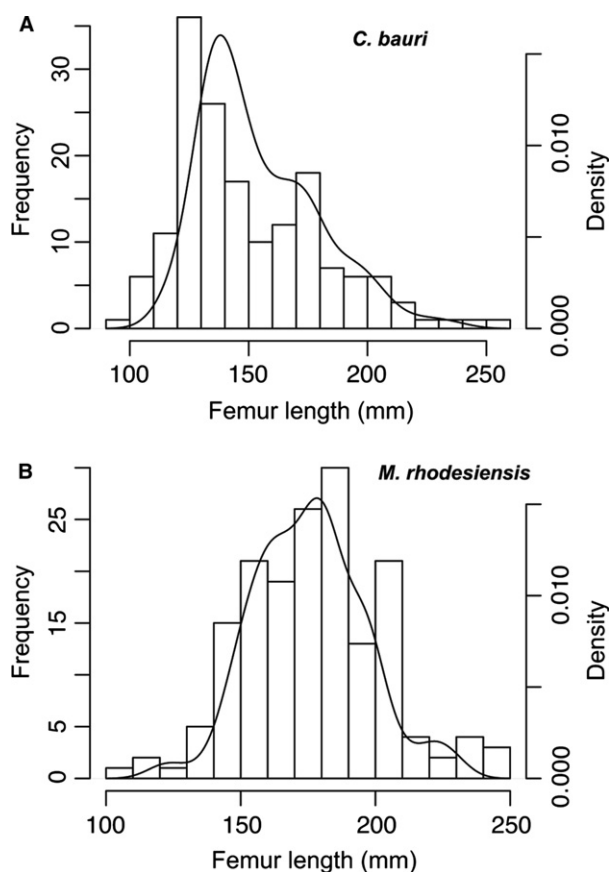 A
C. bauri
Frequency
0 10 20 30
Density
0.000 0.010
100 150 200 250
Femur length (mm)
B
M. rhodesiensis
Frequency
0 5 15 25
Density
0.000 0.010
100 150 200 250
Femur length (mm)